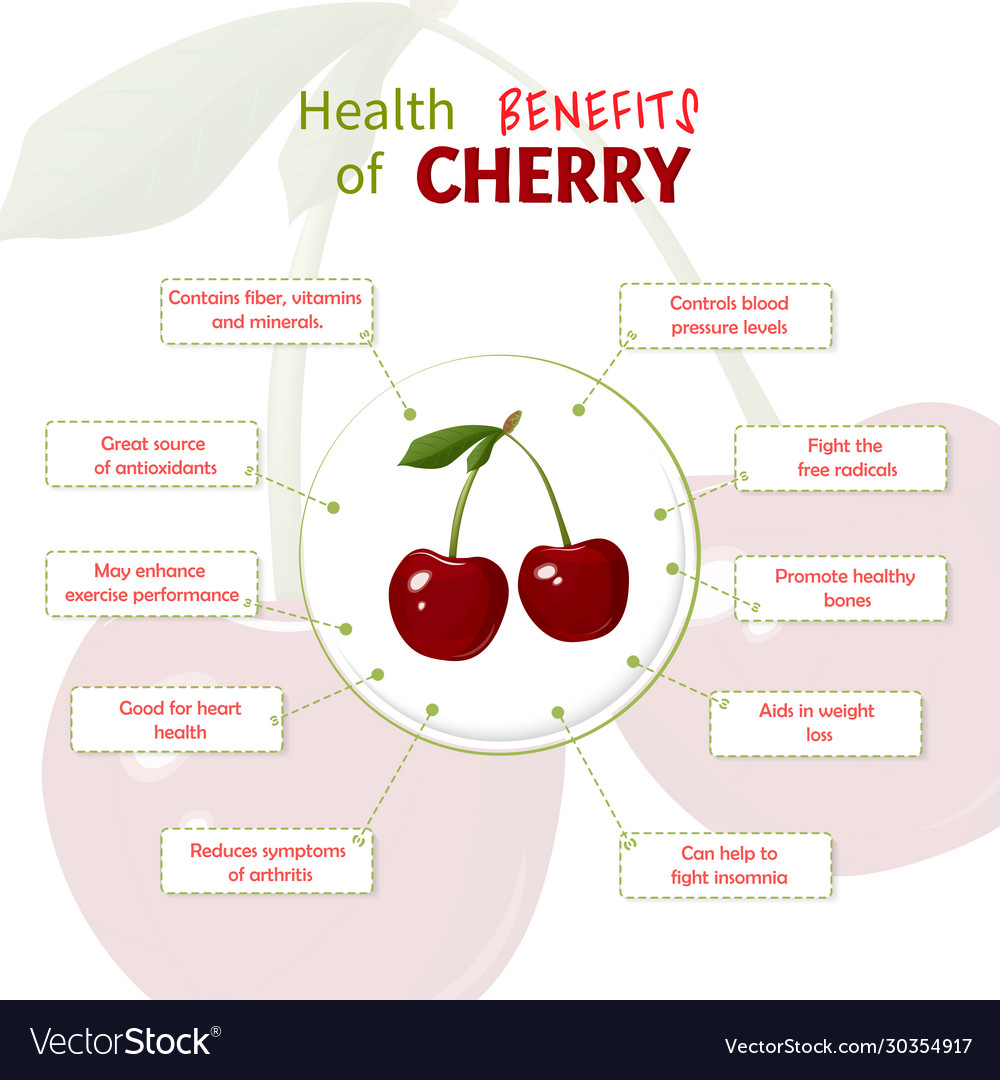 Health BENEFITS
of CHERRY
Contains fiber, vitamins
and minerals.
Controls blood
pressure levels
Great source
of antioxidants
Fight the
free radicals
May enhance
exercise performance
Promote healthy
bones
Good for heart
health
Aids in weight
loss
Reduces symptoms
of arthritis
Can help to
fight insomnia
VectorStock®
VectorStock.com/30354917